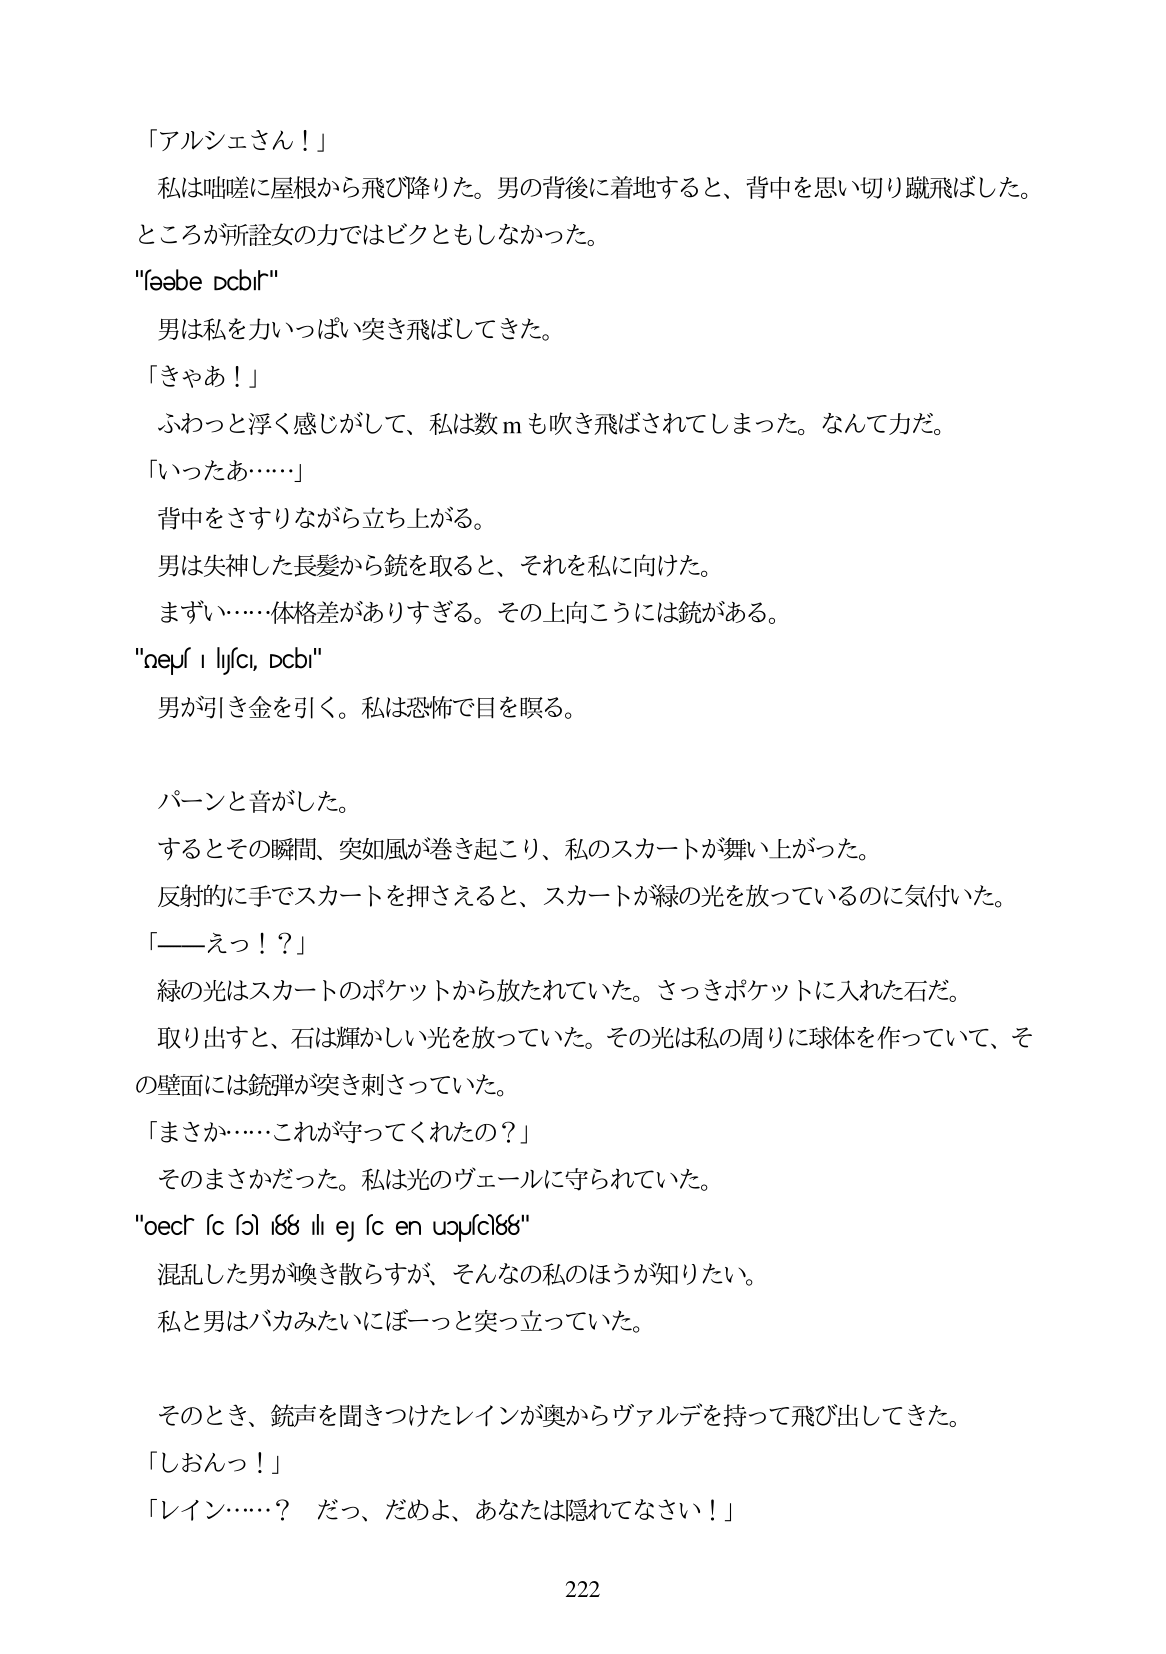 「アルシェさん！」
私は咄嗟に屋根から飛び降りた。男の背後に着地すると、背中を思い切り蹴飛ばした。
ところが所詮女の力ではビクともしなかった。
男は私を力いっぱい突き飛ばしてきた。
「きゃあ！」
ふわっと浮く感じがして、私は数 m も吹き飛ばされてしまった。なんて力だ。
「いったあ……」
背中をさすりながら立ち上がる。
男は失神した長髪から銃を取ると、それを私に向けた。
まずい……体格差がありすぎる。その上向こうには銃がある。
男が引き金を引く。私は恐怖で目を瞑る。
パーンと音がした。
するとその瞬間、突如風が巻き起こり、私のスカートが舞い上がった。
反射的に手でスカートを押さえると、スカートが緑の光を放っているのに気付いた。
「――えっ！？」
緑の光はスカートのポケットから放たれていた。さっきポケットに入れた石だ。
取り出すと、石は輝かしい光を放っていた。その光は私の周りに球体を作っていて、そ
の壁面には銃弾が突き刺さっていた。
「まさか……これが守ってくれたの？」
そのまさかだった。私は光のヴェールに守られていた。
混乱した男が喚き散らすが、そんなの私のほうが知りたい。
私と男はバカみたいにぼーっと突っ立っていた。
そのとき、銃声を聞きつけたレインが奥からヴァルデを持って飛び出してきた。
「しおんっ！」
「レイン……？　だっ、だめよ、あなたは隠れてなさい！」
222